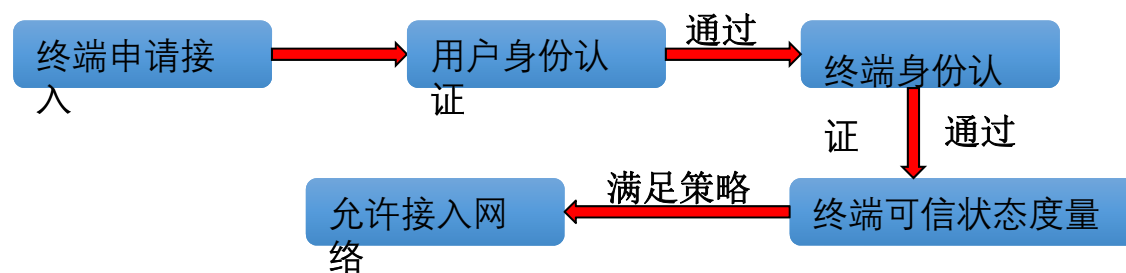 终端申请接
入
用户身份认
证
通过
终端身份认
证
通过
终端可信状态度量
满足策略
允许接入网
络